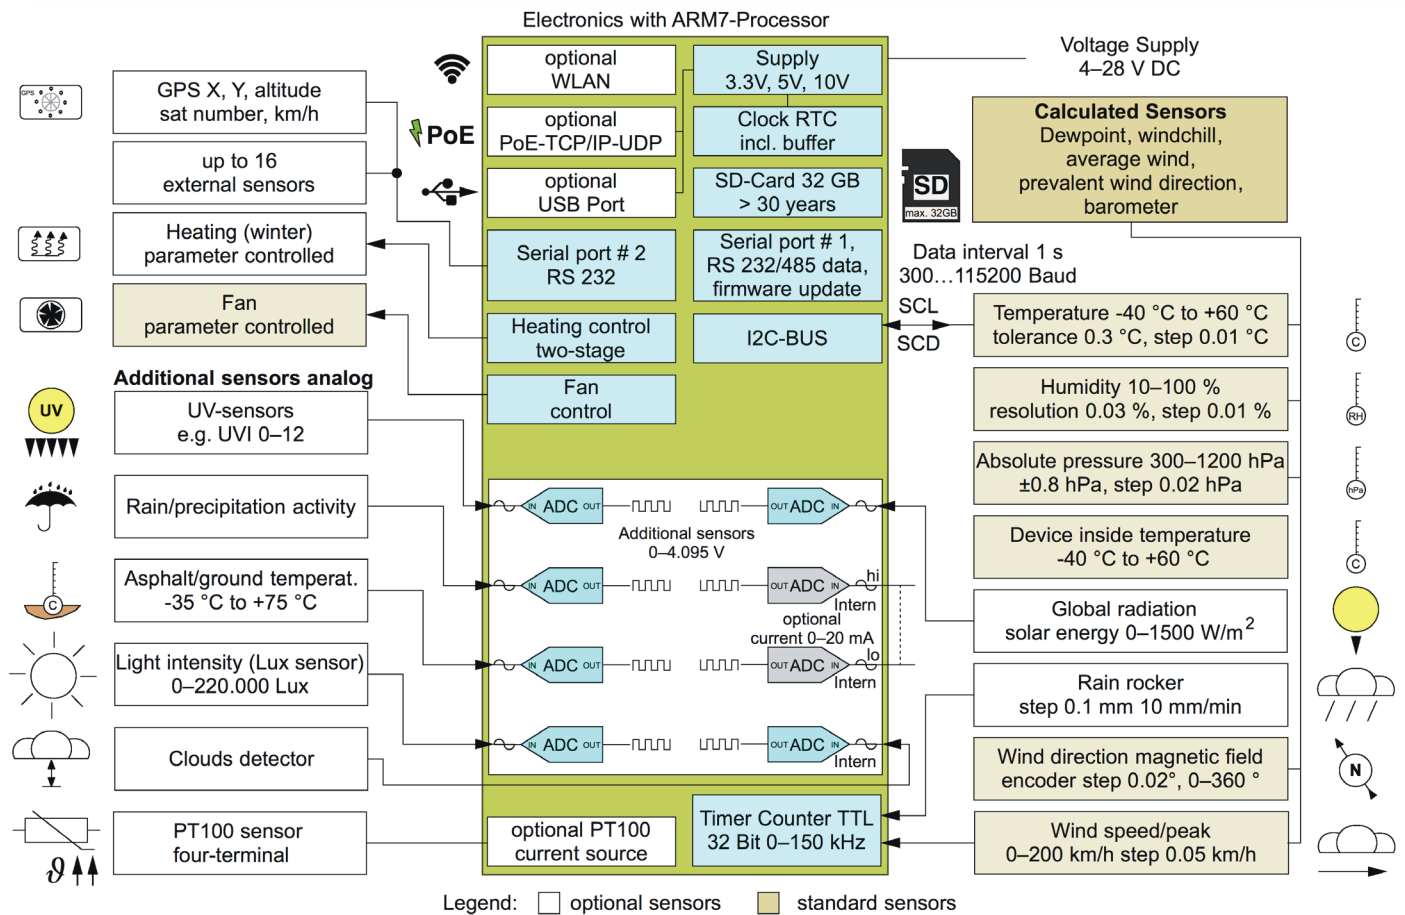 Electronics with ARM7-Processor
GPS
GPS X, Y, altitude
sat number, km/h
up to 16
external sensors
Heating (winter)
parameter controlled
Fan
parameter controlled
Additional sensors analog
UV
UV-sensors
e.g. UVI 0–12
Rain/precipitation activity
C
Asphalt/ground temperat.
-35 °C to +75 °C
Light intensity (Lux sensor)
0–220.000 Lux
Clouds detector
ϑ
PT100 sensor
four-terminal
PoE
optional
WLAN
optional
PoE-TCP/IP-UDP
optional
USB Port
Serial port # 2
RS 232
Heating control
two-stage
Fan
control
Supply
3.3V, 5V, 10V
Clock RTC
incl. buffer
SD-Card 32 GB
> 30 years
Serial port # 1,
RS 232/485 data,
firmware update
I2C-BUS
IN ADC OUT
OUT ADC IN
Additional sensors
0–4.095 V
IN ADC OUT
OUT ADC IN
hi
Intern
optional
current 0–20 mA
IN ADC OUT
OUT ADC IN
lo
Intern
IN ADC OUT
OUT ADC IN
Intern
optional PT100
current source
Timer Counter TTL
32 Bit 0–150 kHz
Voltage Supply
4–28 V DC
SD
max. 32GB
Calculated Sensors
Dewpoint, windchill,
average wind,
prevalent wind direction,
barometer
Data interval 1 s
300...115200 Baud
SCL
SCD
Temperature -40 °C to +60 °C
tolerance 0.3 °C, step 0.01 °C
C
Humidity 10–100 %
resolution 0.03 %, step 0.01 %
RH
Absolute pressure 300–1200 hPa
±0.8 hPa, step 0.02 hPa
hPa
Device inside temperature
-40 °C to +60 °C
C
Global radiation
solar energy 0–1500 W/m²
Rain rocker
step 0.1 mm 10 mm/min
Wind direction magnetic field
encoder step 0.02°, 0–360 °
N
Wind speed/peak
0–200 km/h step 0.05 km/h
Legend: optional sensors standard sensors